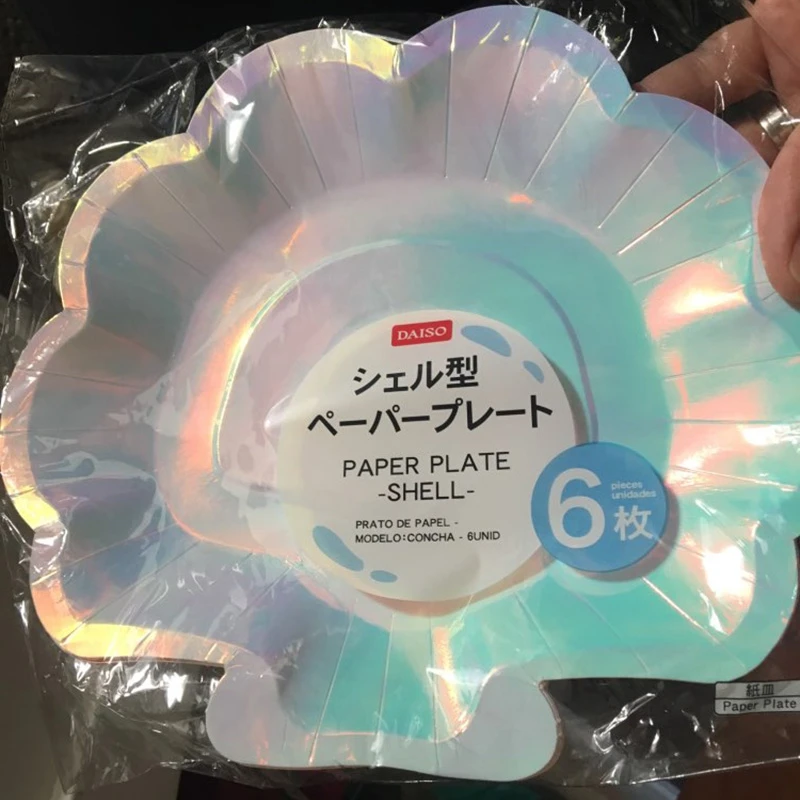 DAISO
シェル型
ペーパープレート
PAPER PLATE
-SHELL-
PRATO DE PAPEL -
MODELO:CONCHA - 6UNID
6
pieces
unidades
枚
紙皿
Paper Plate